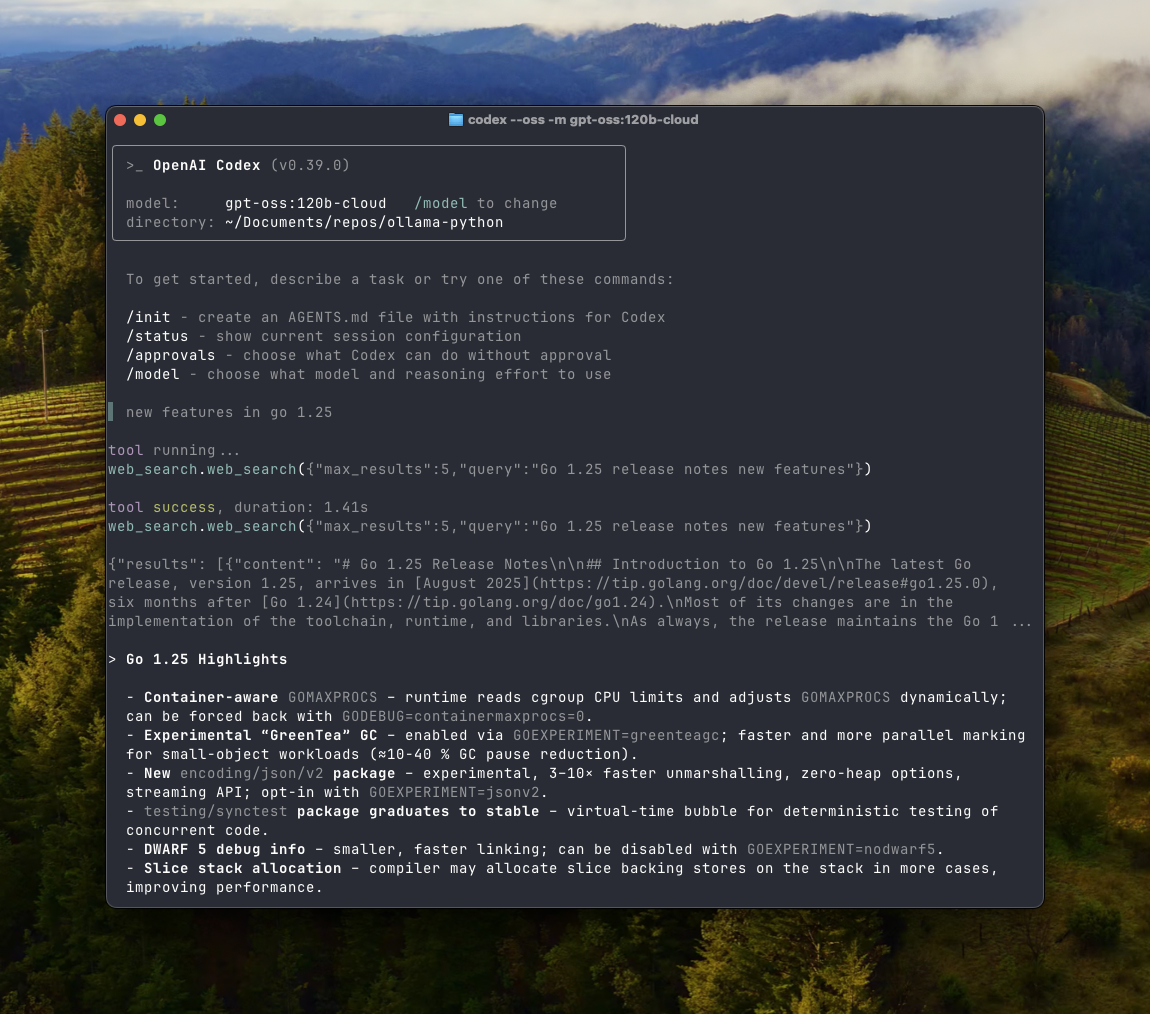 codex --oss -m gpt-oss:120b-cloud
>_ OpenAI Codex (v0.39.0)
model: gpt-oss:120b-cloud /model to change
directory: ~/Documents/repos/ollama-python
To get started, describe a task or try one of these commands:
/init - create an AGENTS.md file with instructions for Codex
/status - show current session configuration
/approvals - choose what Codex can do without approval
/model - choose what model and reasoning effort to use
new features in go 1.25
tool running...
web_search.web_search({"max_results":5,"query":"Go 1.25 release notes new features"})
tool success, duration: 1.41s
web_search.web_search({"max_results":5,"query":"Go 1.25 release notes new features"})
{"results": [{"content": "# Go 1.25 Release Notes\n\n\n## Introduction to Go 1.25\n\nThe latest Go
release, version 1.25, arrives in [August 2025](https://tip.golang.org/doc/devel/release#go1.25.0),
six months after [Go 1.24](https://tip.golang.org/doc/go1.24).\nMost of its changes are in the
implementation of the toolchain, runtime, and libraries.\nAs always, the release maintains the Go 1 ...
> Go 1.25 Highlights
- Container-aware GOMAXPROCS – runtime reads cgroup CPU limits and adjusts GOMAXPROCS dynamically;
can be forced back with GODEBUG=containermaxprocs=0.
- Experimental “GreenTea” GC – enabled via GOEXPERIMENT=greenteagc; faster and more parallel marking
for small-object workloads (≈10-40 % GC pause reduction).
- New encoding/json/v2 package – experimental, 3-10× faster unmarshalling, zero-heap options,
streaming API; opt-in with GOEXPERIMENT=jsonv2.
- testing/synctest package graduates to stable – virtual-time bubble for deterministic testing of
concurrent code.
- DWARF 5 debug info – smaller, faster linking; can be disabled with GOEXPERIMENT=nodwarf5.
- Slice stack allocation – compiler may allocate slice backing stores on the stack in more cases,
improving performance.